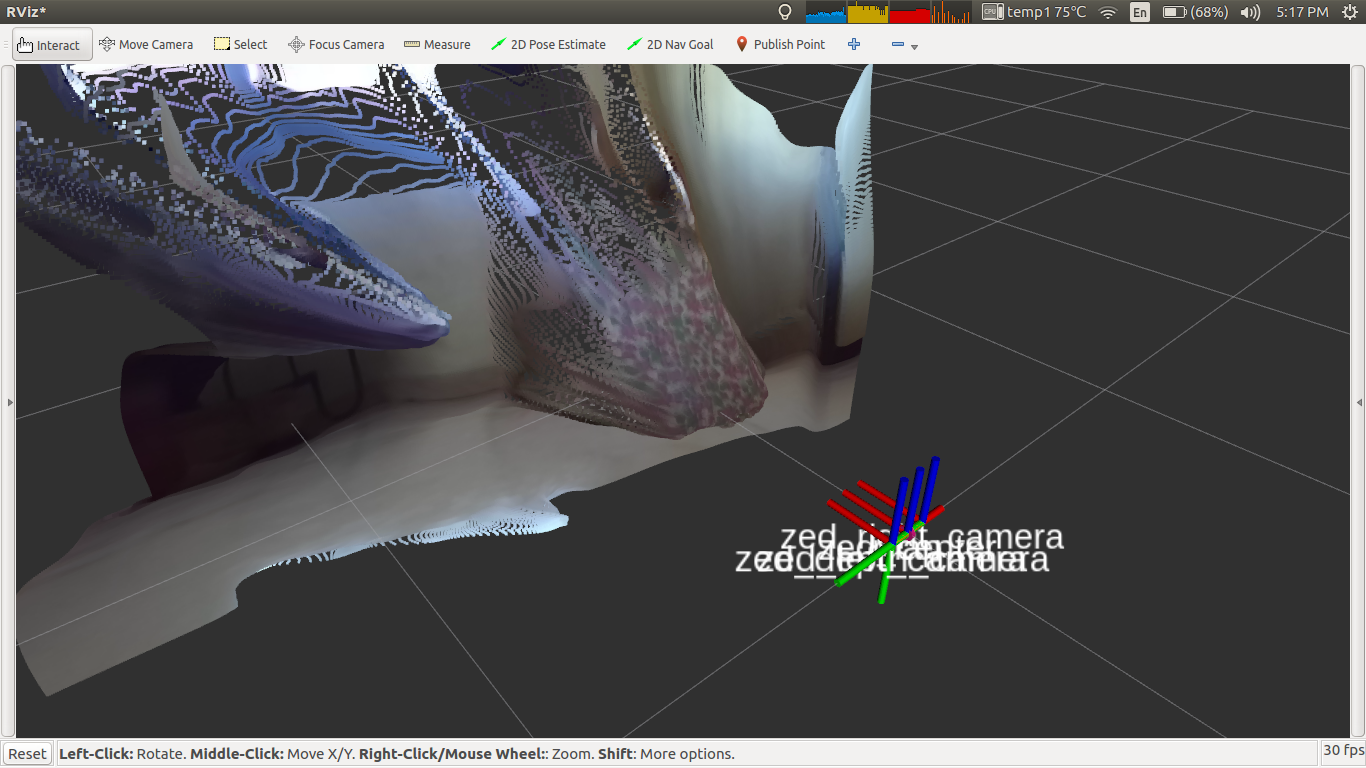 RViz*
temp1 75°C
En
(68%)
5:17 PM
Interact
Move Camera
Select
Focus Camera
Measure
2D Pose Estimate
2D Nav Goal
Publish Point
camera
zed
Reset
Left-Click: Rotate. Middle-Click: Move X/Y. Right-Click/Mouse Wheel:: Zoom. Shift: More options.
30 fps